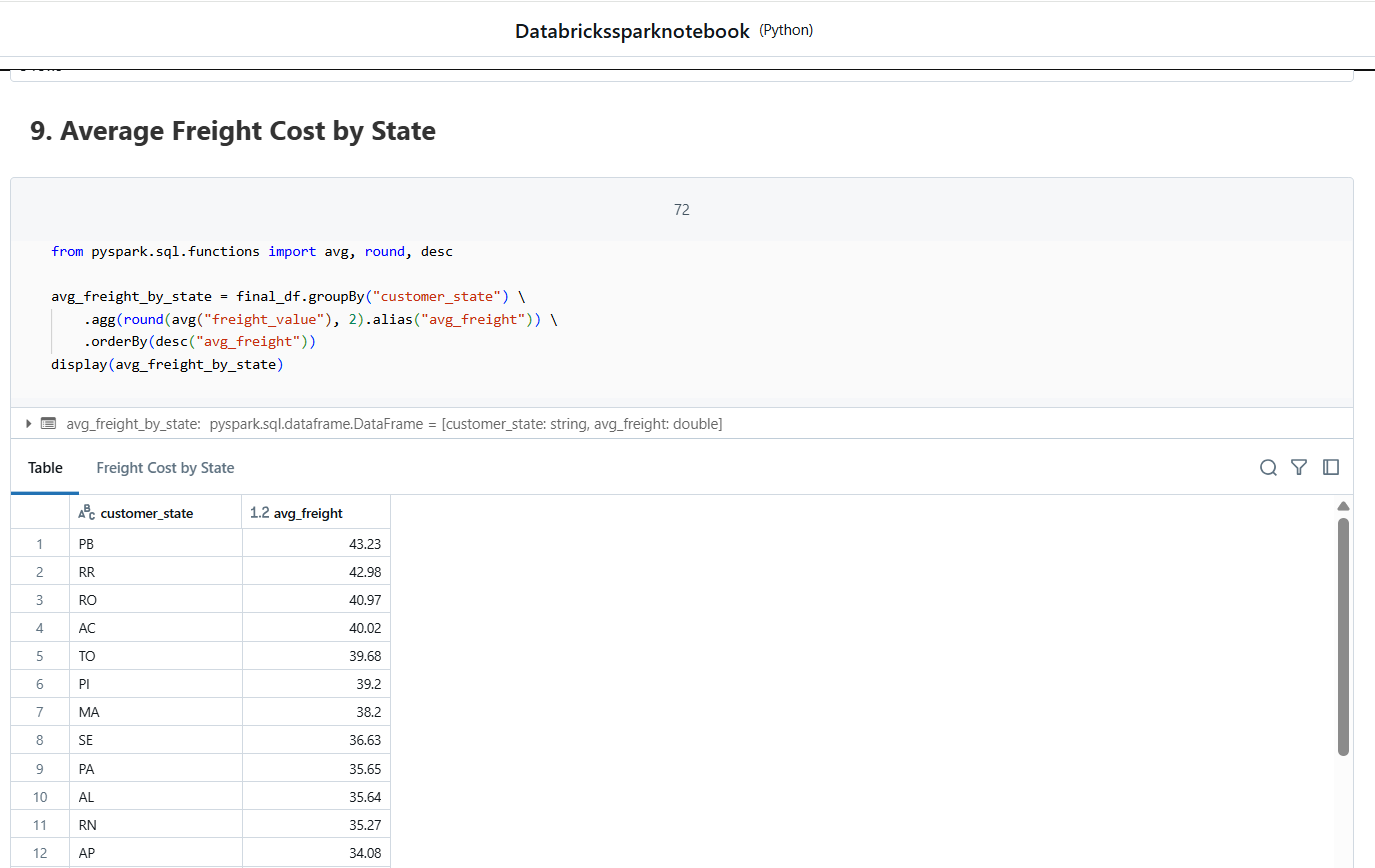 Databrickssparknotebook (Python)
9. Average Freight Cost by State
72
from pyspark.sql.functions import avg, round, desc
avg_freight_by_state = final_df.groupBy("customer_state") \
.agg(round(avg("freight_value"), 2).alias("avg_freight")) \
.orderBy(desc("avg_freight"))
display(avg_freight_by_state)
avg_freight_by_state: pyspark.sql.dataframe.DataFrame = [customer_state: string, avg_freight: double]
Table Freight Cost by State
ABC customer_state 1.2 avg_freight
1 PB 43.23
2 RR 42.98
3 RO 40.97
4 AC 40.02
5 TO 39.68
6 PI 39.2
7 MA 38.2
8 SE 36.63
9 PA 35.65
10 AL 35.64
11 RN 35.27
12 AP 34.08